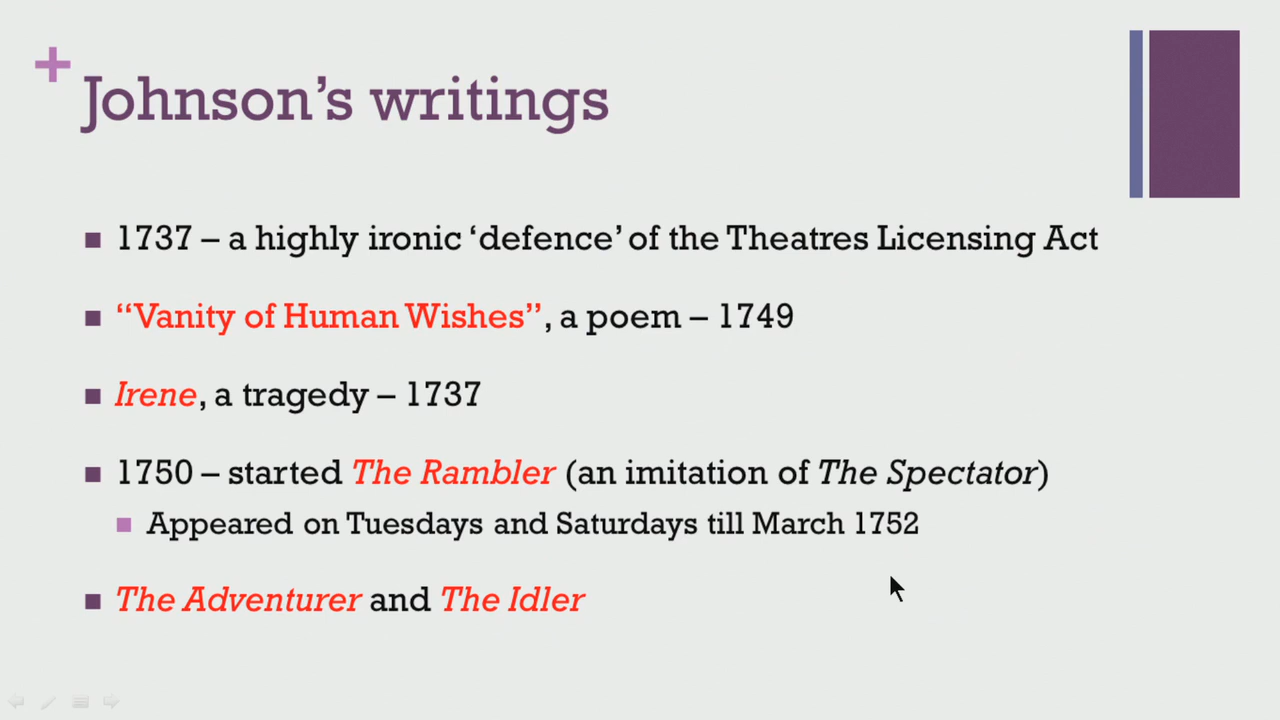 +
Johnson’s writings
■ 1737 – a highly ironic ‘defence’ of the Theatres Licensing Act
■ “Vanity of Human Wishes”, a poem – 1749
■ Irene, a tragedy – 1737
■ 1750 – started The Rambler (an imitation of The Spectator)
■ Appeared on Tuesdays and Saturdays till March 1752
■ The Adventurer and The Idler